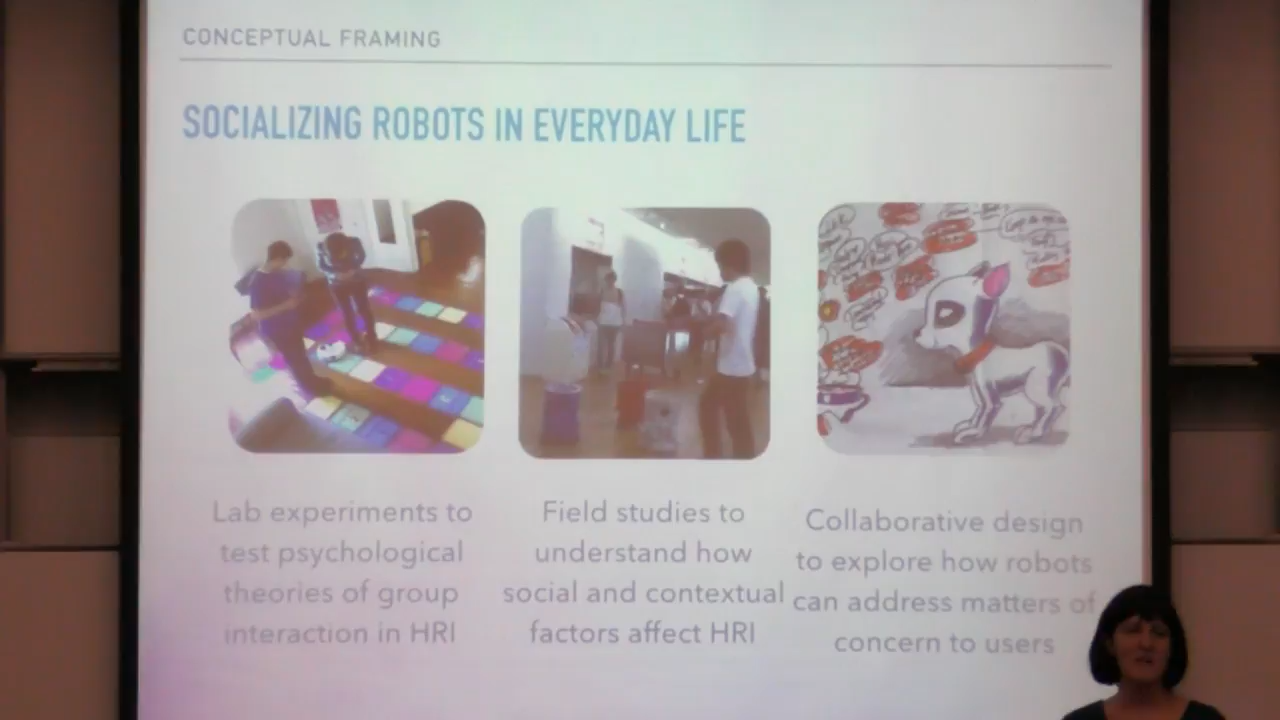 CONCEPTUAL FRAMING
SOCIALIZING ROBOTS IN EVERYDAY LIFE
Lab experiments to
test psychological
theories of group
interaction in HRI
Field studies to
understand how
social and contextual
factors affect HRI
Collaborative design
to explore how robots
can address matters of
concern to users